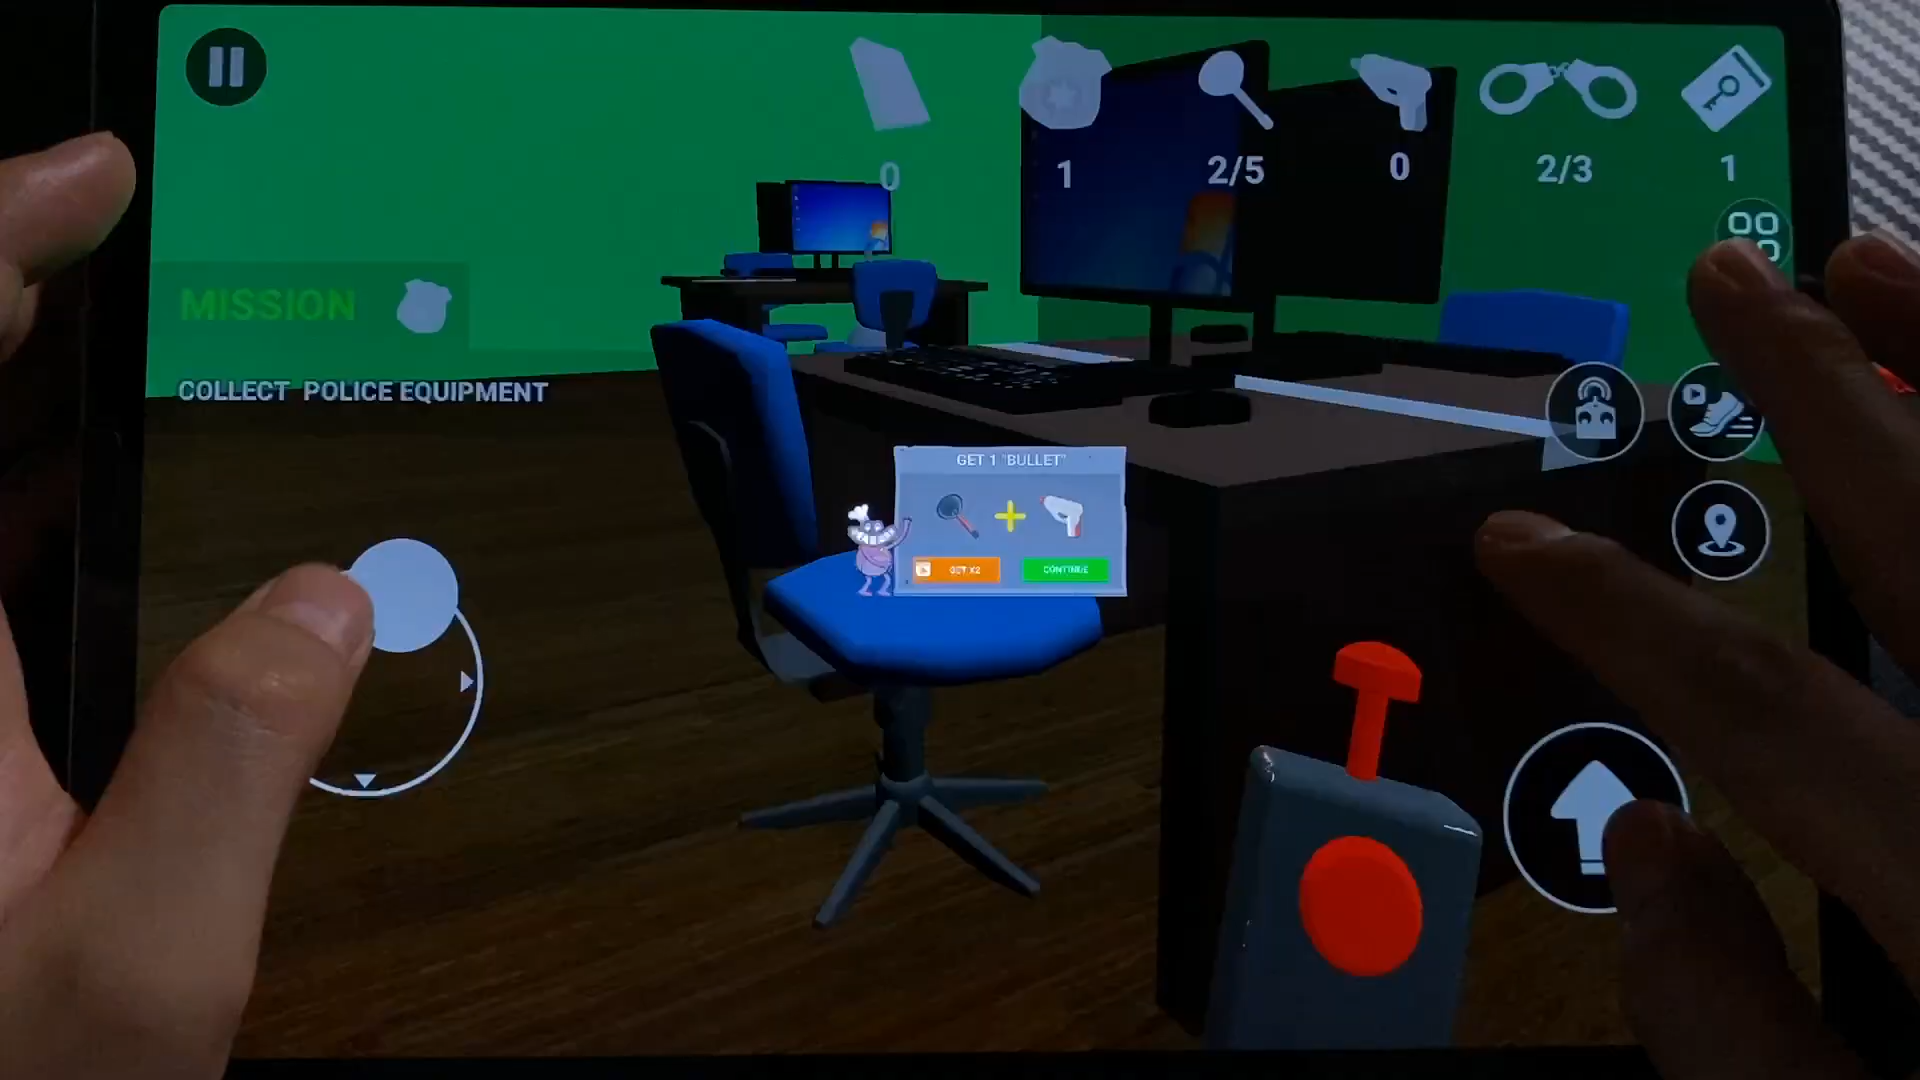 0
1
2/5
0
2/3
1
MISSION
COLLECT POLICE EQUIPMENT
GET 1 "BULLET"
GET X2
CONTINUE